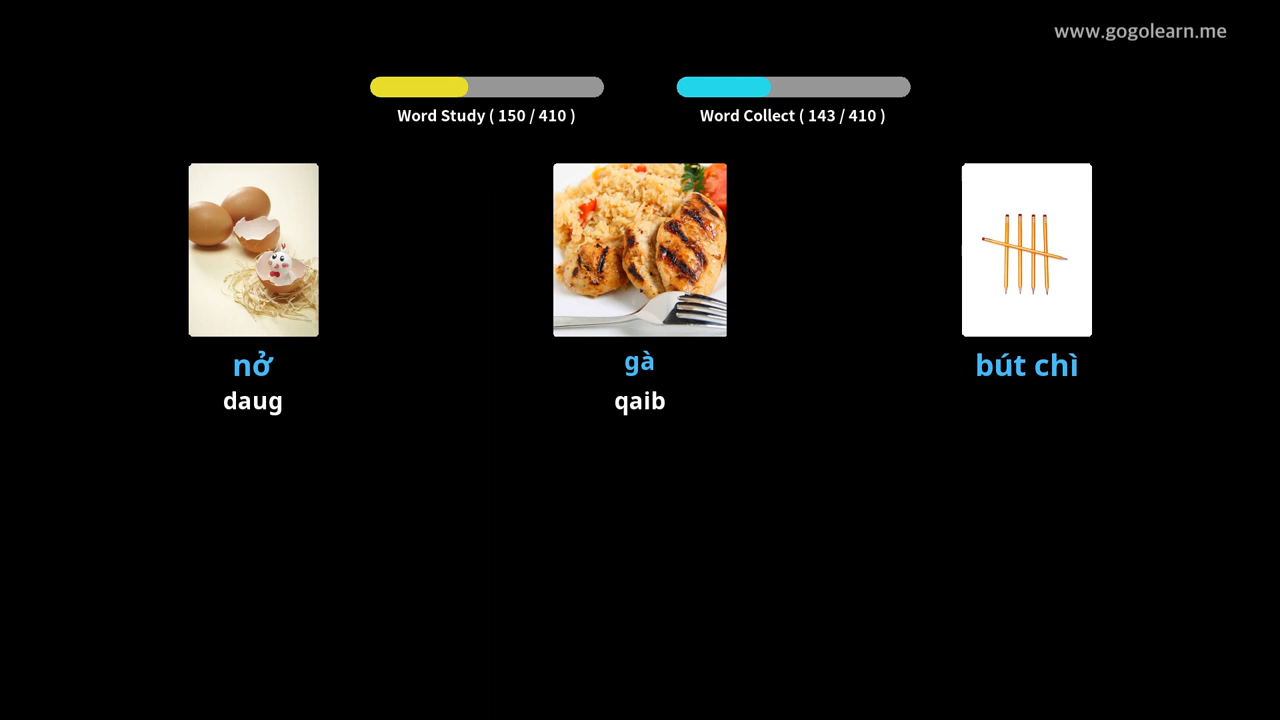 www.gogolearn.me
Word Study ( 150 / 410 )
Word Collect ( 143 / 410 )
nở
daug
gà
qaib
bút chì